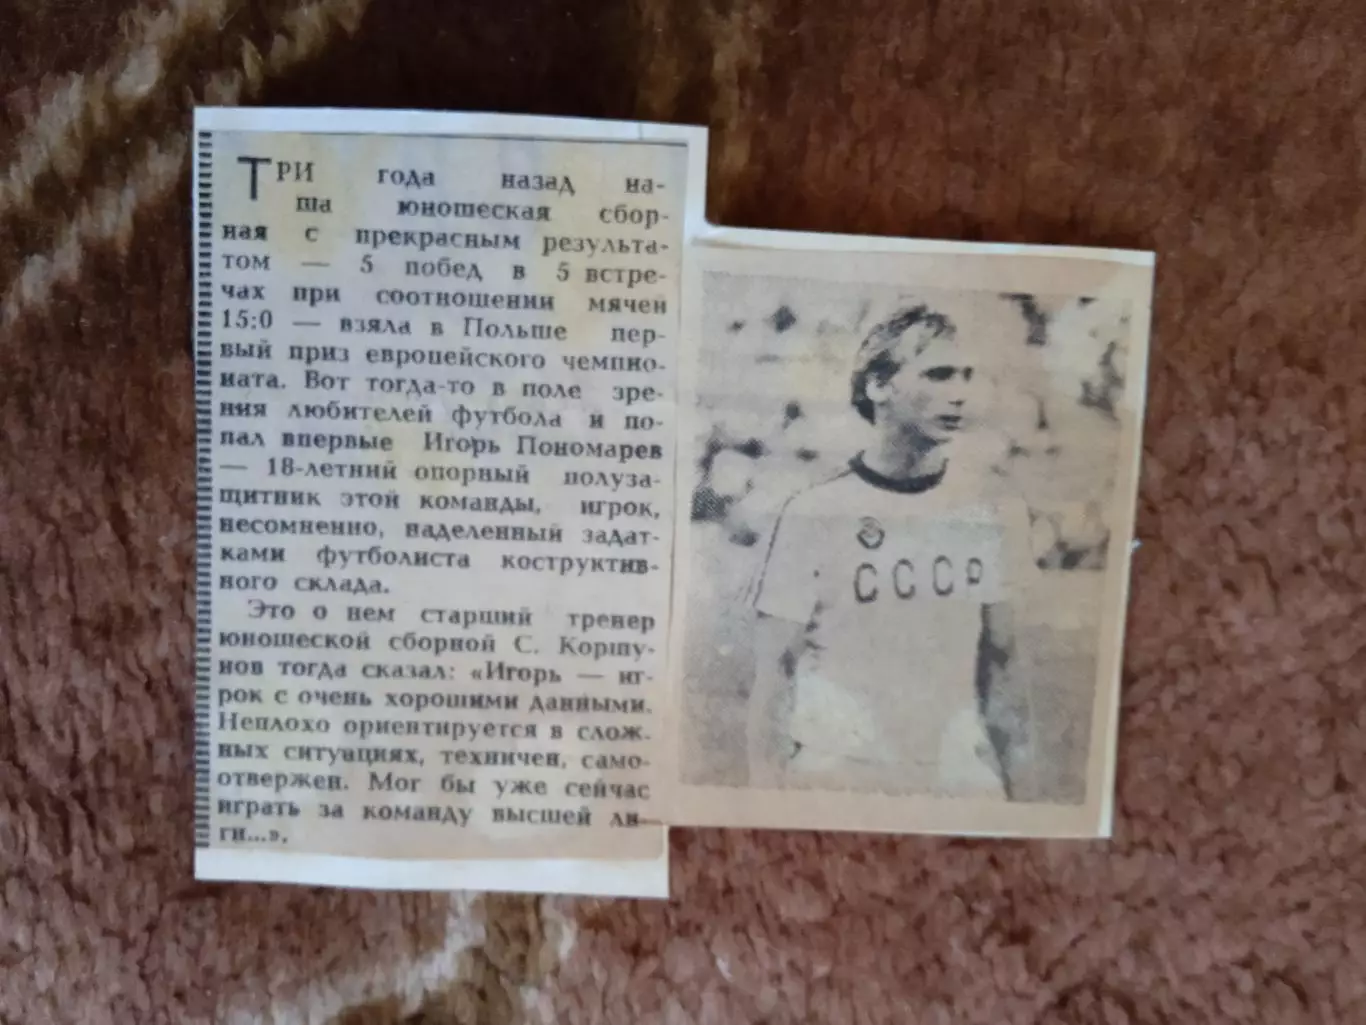 ТРИ года назад на-
ша юношеская сбор-
ная с прекрасным результа-
том — 5 побед в 5 встре-
чах при соотношении мячей
15:0 — взяла в Польше пер-
вый приз европейского чемпио-
ната. Вот тогда-то в поле зре-
ния любителей футбола и по-
пал впервые Игорь Пономарев
— 18-летний опорный полуза-
щитник этой команды, игрок,
несомненно, наделенный задат-
ками футболиста коструктив-
ного склада.
Это о нем старший тренер
юношеской сборной С. Коршу-
нов тогда сказал: «Игорь — иг-
рок с очень хорошими данными.
Неплохо ориентируется в слож-
ных ситуациях, техничен, само-
отвержен. Мог бы уже сейчас
играть за команду высшей ли-
ги...».
СССР